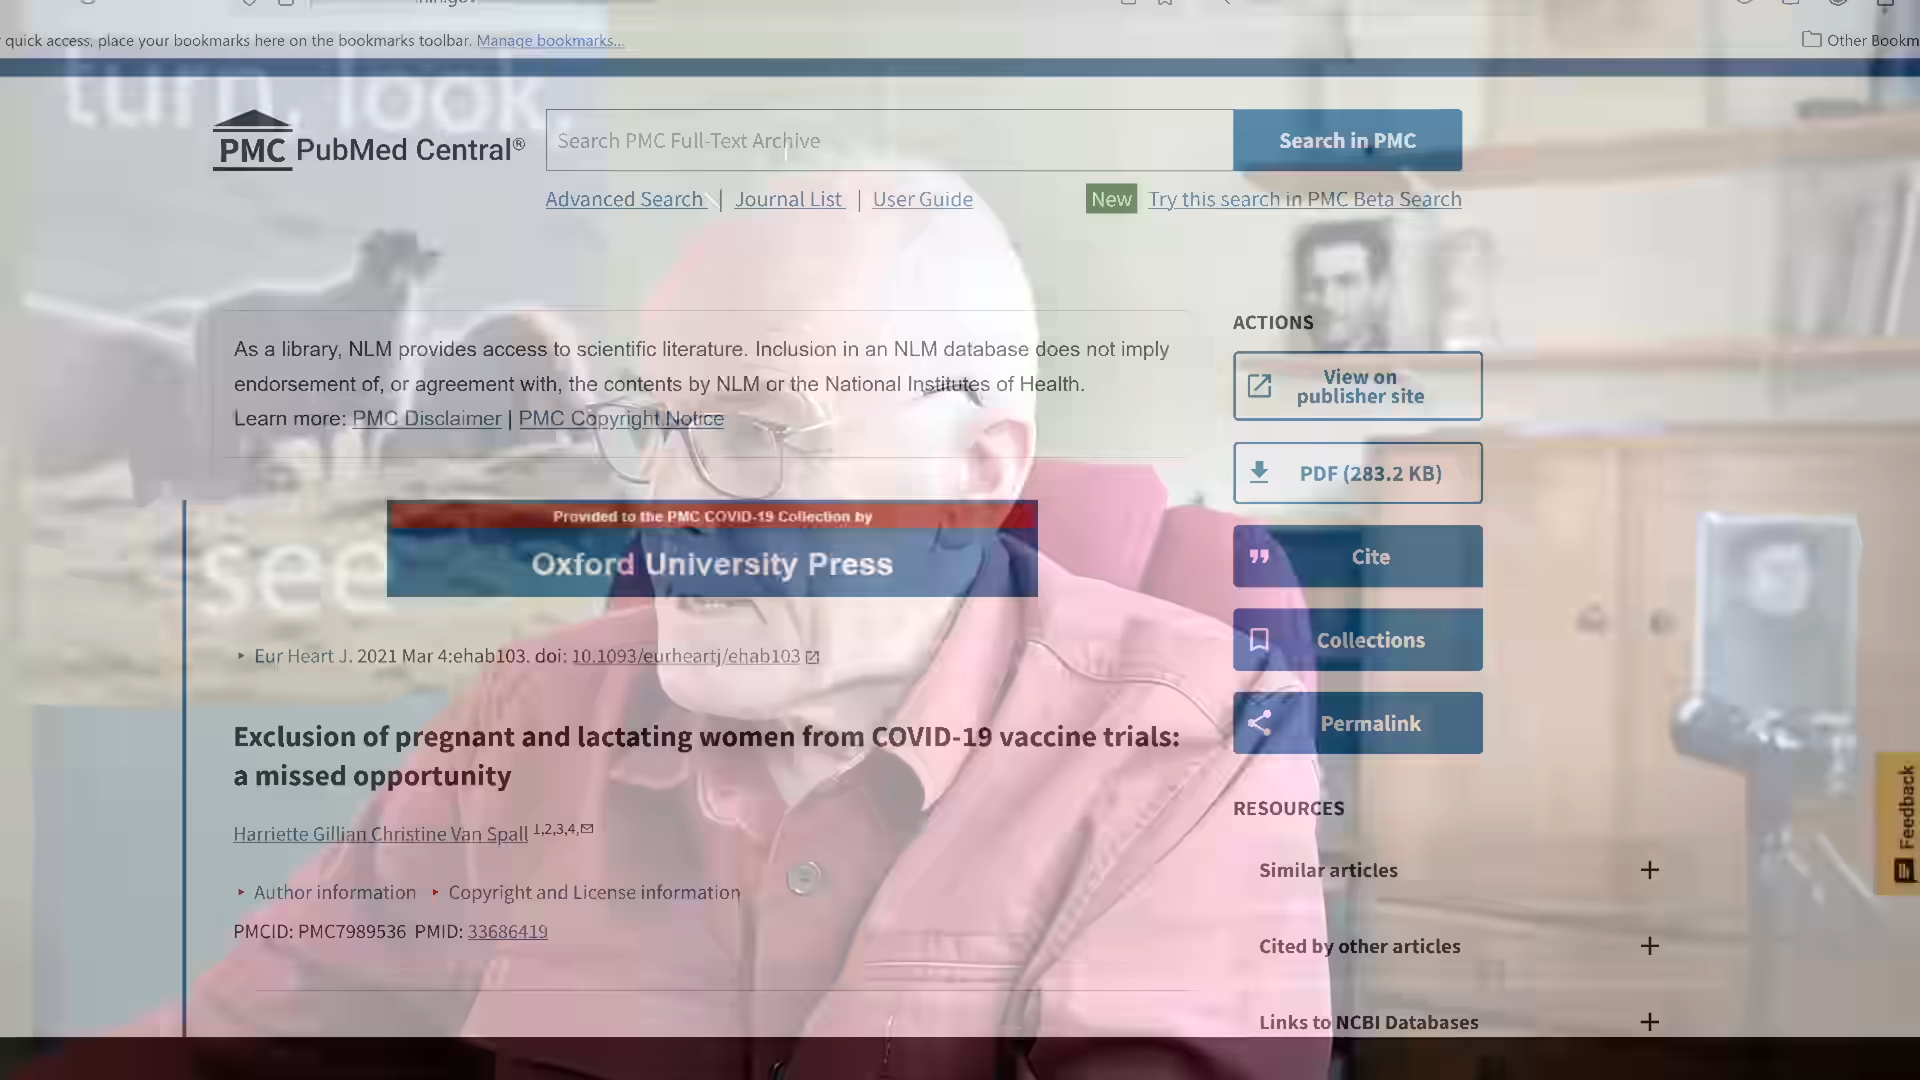 quick access, place your bookmarks here on the bookmarks toolbar. Manage bookmarks...
Other Bookm
turn. look.
PMC PubMed Central®
Search PMC Full-Text Archive
Search in PMC
Advanced Search | Journal List | User Guide
New Try this search in PMC Beta Search
As a library, NLM provides access to scientific literature. Inclusion in an NLM database does not imply
endorsement of, or agreement with, the contents by NLM or the National Institutes of Health.
Learn more: PMC Disclaimer | PMC Copyright Notice
ACTIONS
View on
publisher site
PDF (283.2 KB)
Cite
Collections
Permalink
see
Provided to the PMC COVID-19 Collection by
Oxford University Press
Eur Heart J. 2021 Mar 4:ehab103. doi: 10.1093/eurheartj/ehab103
Exclusion of pregnant and lactating women from COVID-19 vaccine trials:
a missed opportunity
Harriette Gillian Christine Van Spall 1,2,3,4,
Author information Copyright and License information
PMCID: PMC7989536 PMID: 33686419
RESOURCES
Similar articles
Cited by other articles
Links to NCBI Databases
Feedback